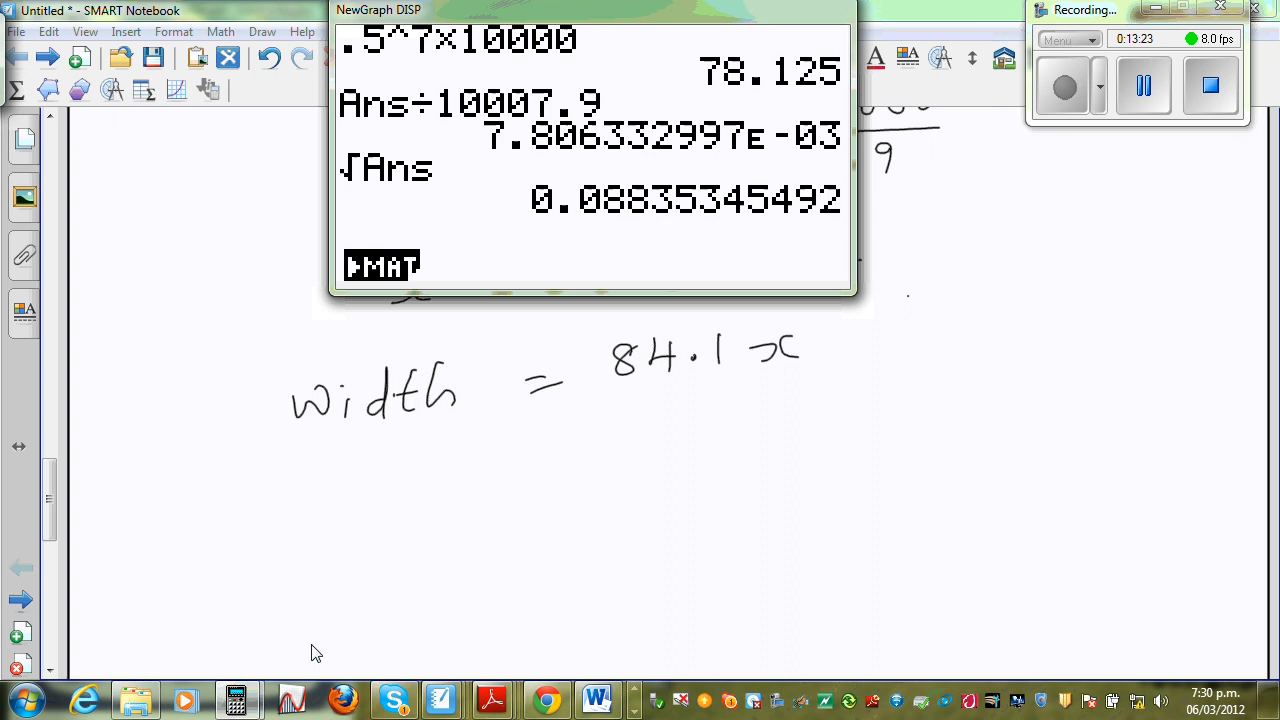 Untitled * - SMART Notebook
NewGraph DISP
Recording...
File Edit View Insert Format Math Draw Help
Menu
0:13:23
8.0 fps
.5^7×10000
78.125
Ans÷10007.9
7.806332997E-03
√Ans
0.08835345492
▶MAT
9
x
width = 84.1 x
7:30 p.m.
06/03/2012